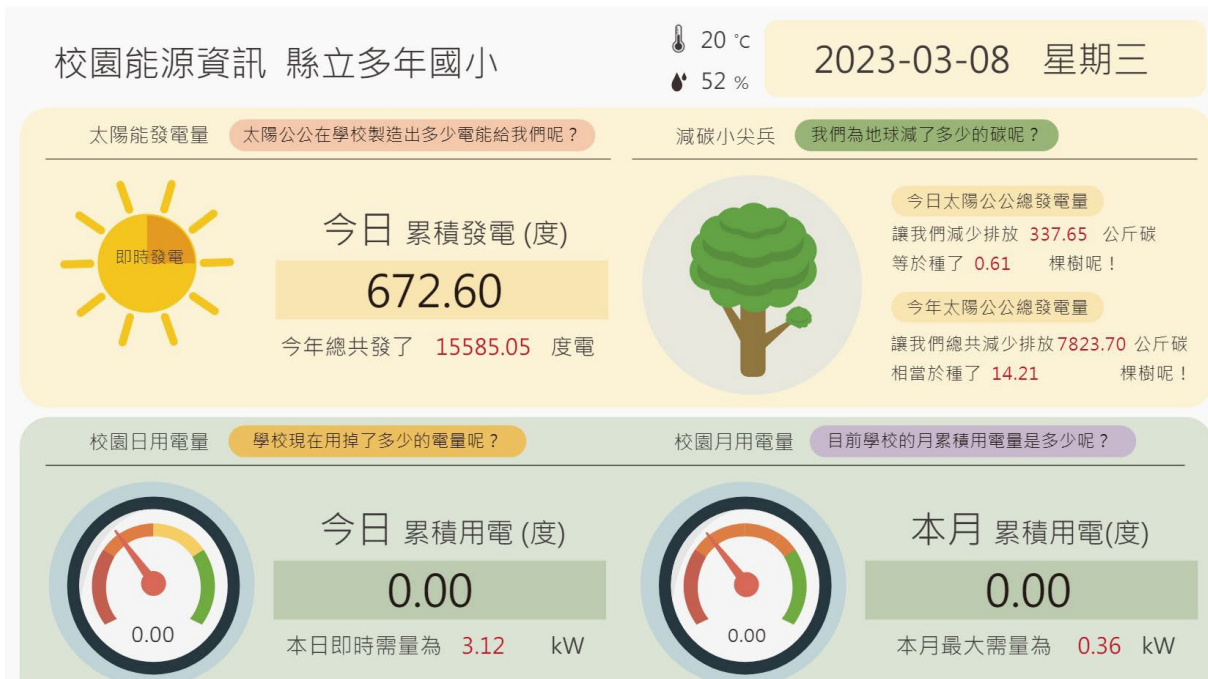 校園能源資訊 縣立多年國小
20 °c
52 %
2023-03-08 星期三
太陽能發電量
太陽公公在學校製造出多少電能給我們呢？
即時發電
今日 累積發電 (度)
672.60
今年總共發了 15585.05 度電
減碳小尖兵
我們為地球減了多少的碳呢？
今日太陽公公總發電量
讓我們減少排放 337.65 公斤碳
等於種了 0.61 棵樹呢！
今年太陽公公總發電量
讓我們總共減少排放7823.70 公斤碳
相當於種了 14.21 棵樹呢！
校園日用電量
學校現在用掉了多少的電量呢？
0.00
今日 累積用電 (度)
0.00
本日即時需量為 3.12 kW
校園月用電量
目前學校的月累積用電量是多少呢？
0.00
本月 累積用電(度)
0.00
本月最大需量為 0.36 kW